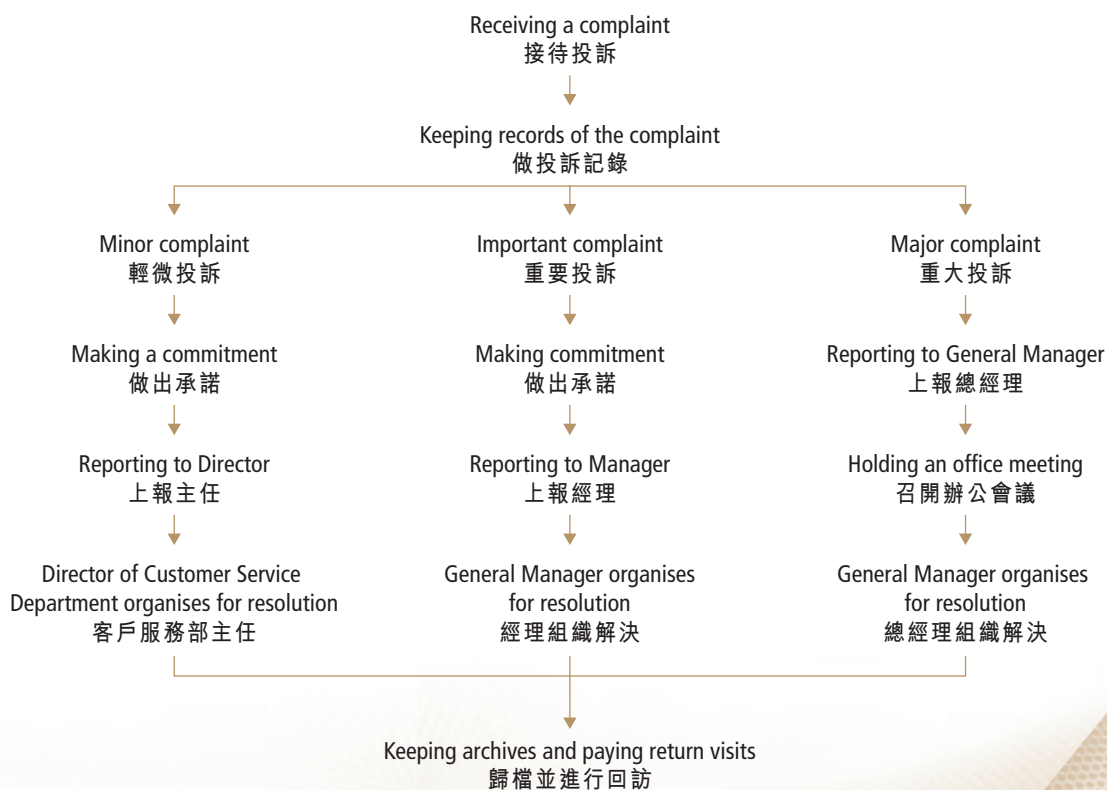 Receiving a complaint
接待投訴
Keeping records of the complaint
做投訴記錄
Minor complaint
輕微投訴
Important complaint
重要投訴
Major complaint
重大投訴
Making a commitment
做出承諾
Making commitment
做出承諾
Reporting to General Manager
上報總經理
Reporting to Director
上報主任
Reporting to Manager
上報經理
Holding an office meeting
召開辦公會議
Director of Customer Service
Department organises for resolution
客戶服務部主任
General Manager organises
for resolution
經理組織解決
General Manager organises
for resolution
總經理組織解決
Keeping archives and paying return visits
歸檔並進行回訪